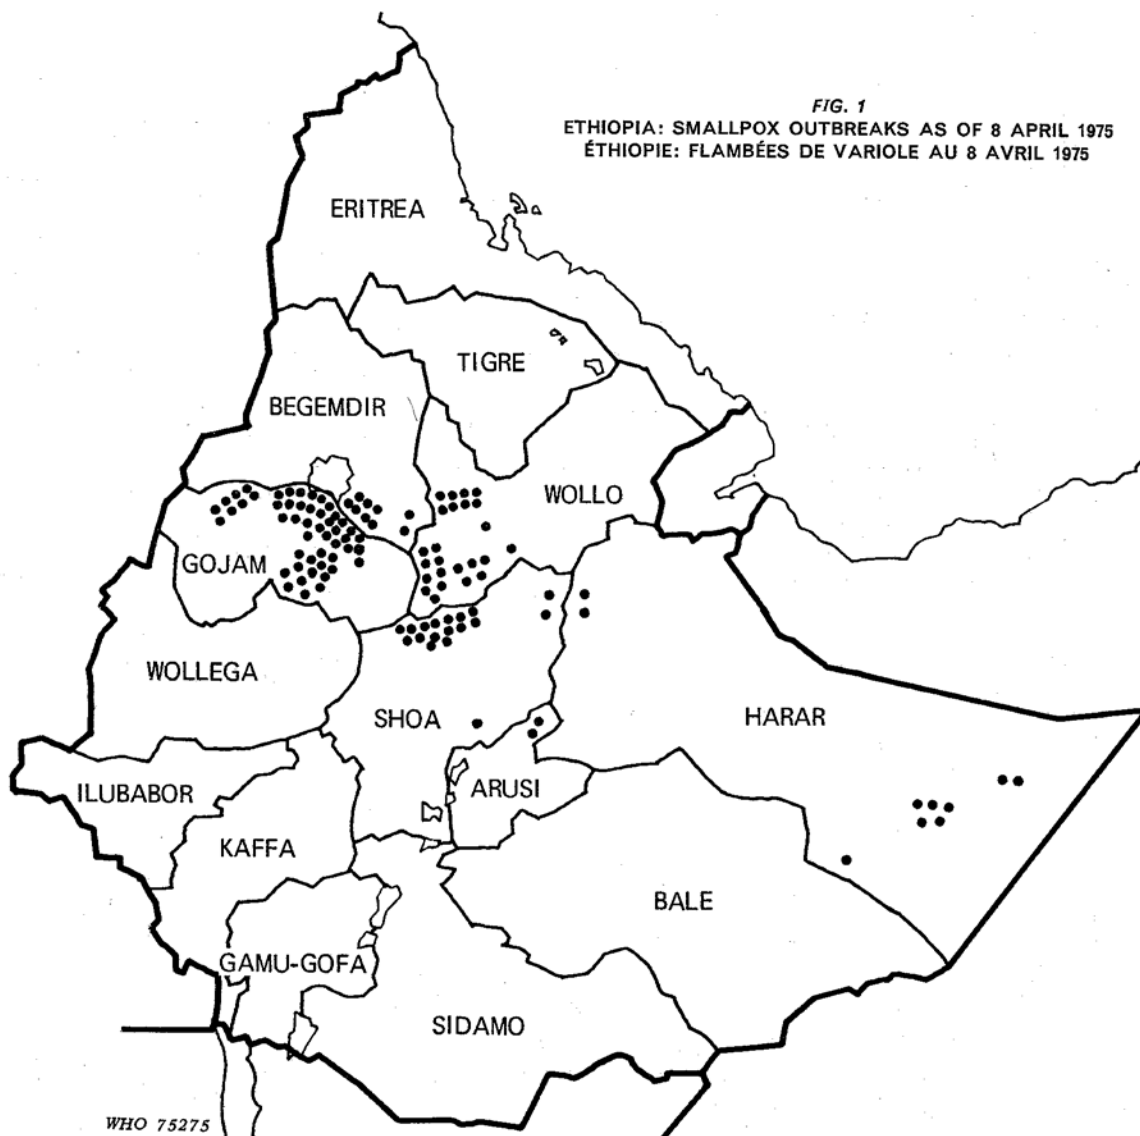 FIG. 1
ETHIOPIA: SMALLPOX OUTBREAKS AS OF 8 APRIL 1975
ÉTHIOPIE: FLAMBÉES DE VARIOLE AU 8 AVRIL 1975
ERITREA
TIGRE
BEGEMDIR
WOLLO
GOJAM
WOLLEGA
SHOA
HARAR
ILUBABOR
ARUSI
KAFFA
BALE
GAMU-GOFA
SIDAMO
WHO 75275